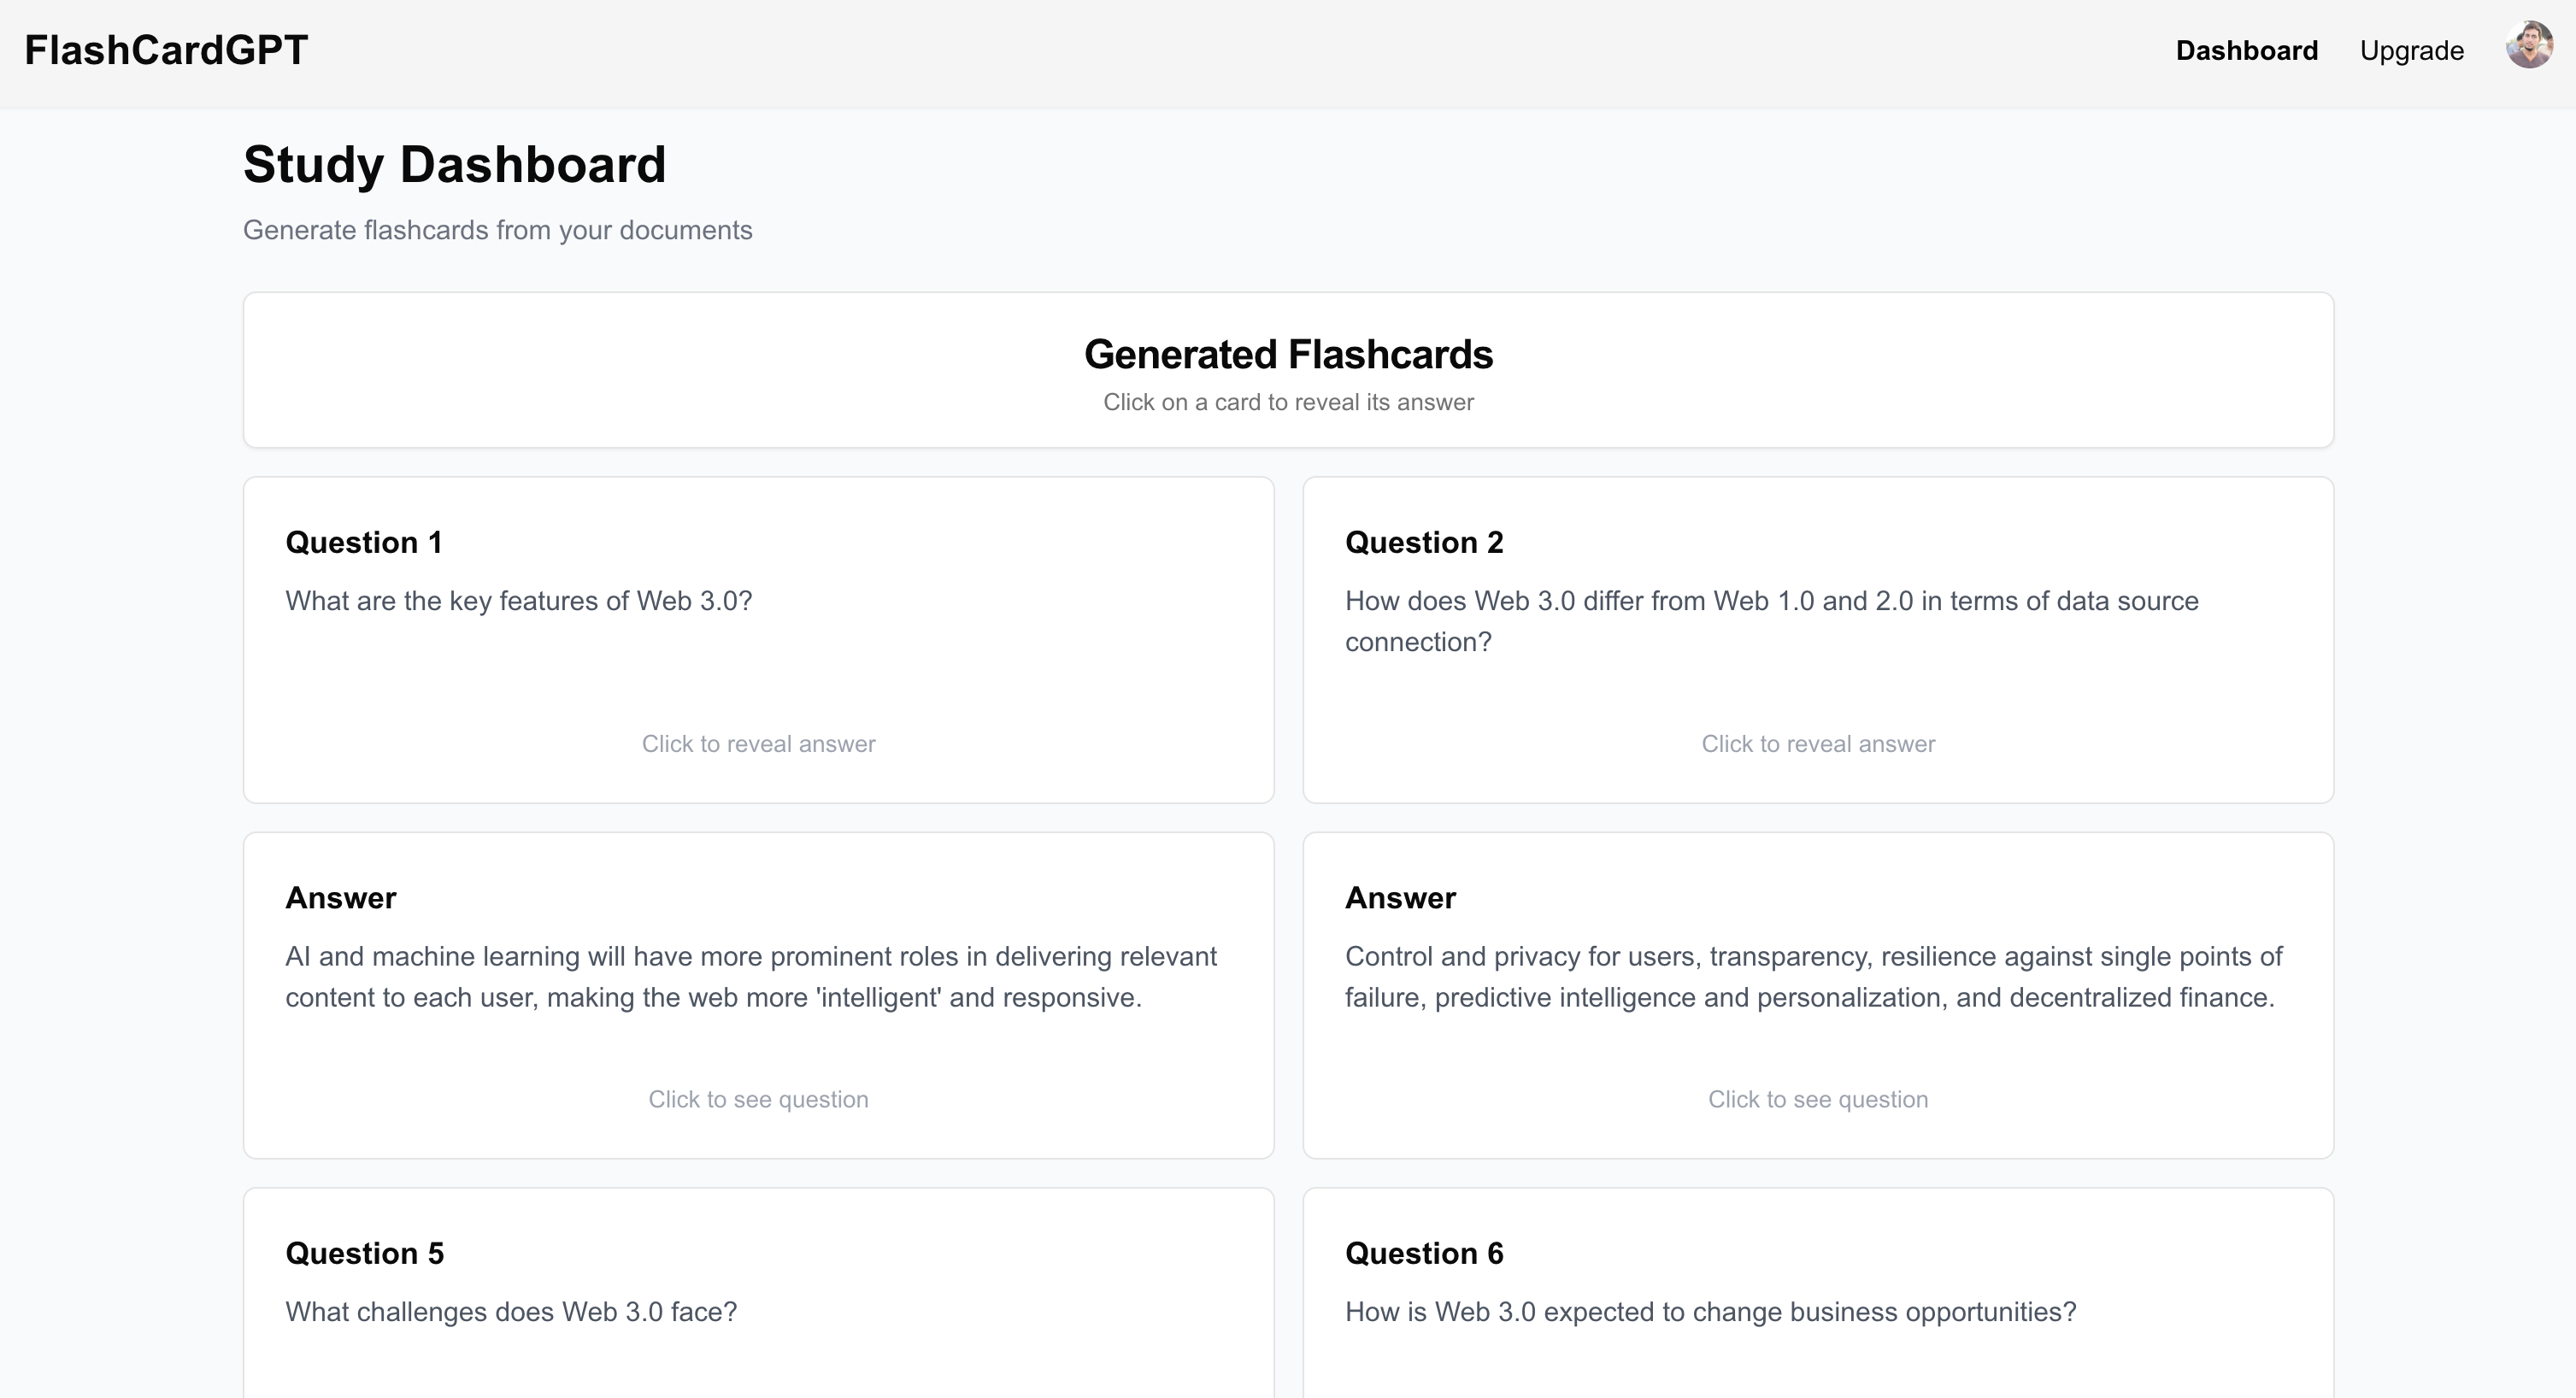 FlashCardGPT
Dashboard
Upgrade
Study Dashboard
Generate flashcards from your documents
Generated Flashcards
Click on a card to reveal its answer
Question 1
What are the key features of Web 3.0?
Click to reveal answer
Question 2
How does Web 3.0 differ from Web 1.0 and 2.0 in terms of data source
connection?
Click to reveal answer
Answer
AI and machine learning will have more prominent roles in delivering relevant
content to each user, making the web more 'intelligent' and responsive.
Click to see question
Answer
Control and privacy for users, transparency, resilience against single points of
failure, predictive intelligence and personalization, and decentralized finance.
Click to see question
Question 5
What challenges does Web 3.0 face?
Question 6
How is Web 3.0 expected to change business opportunities?